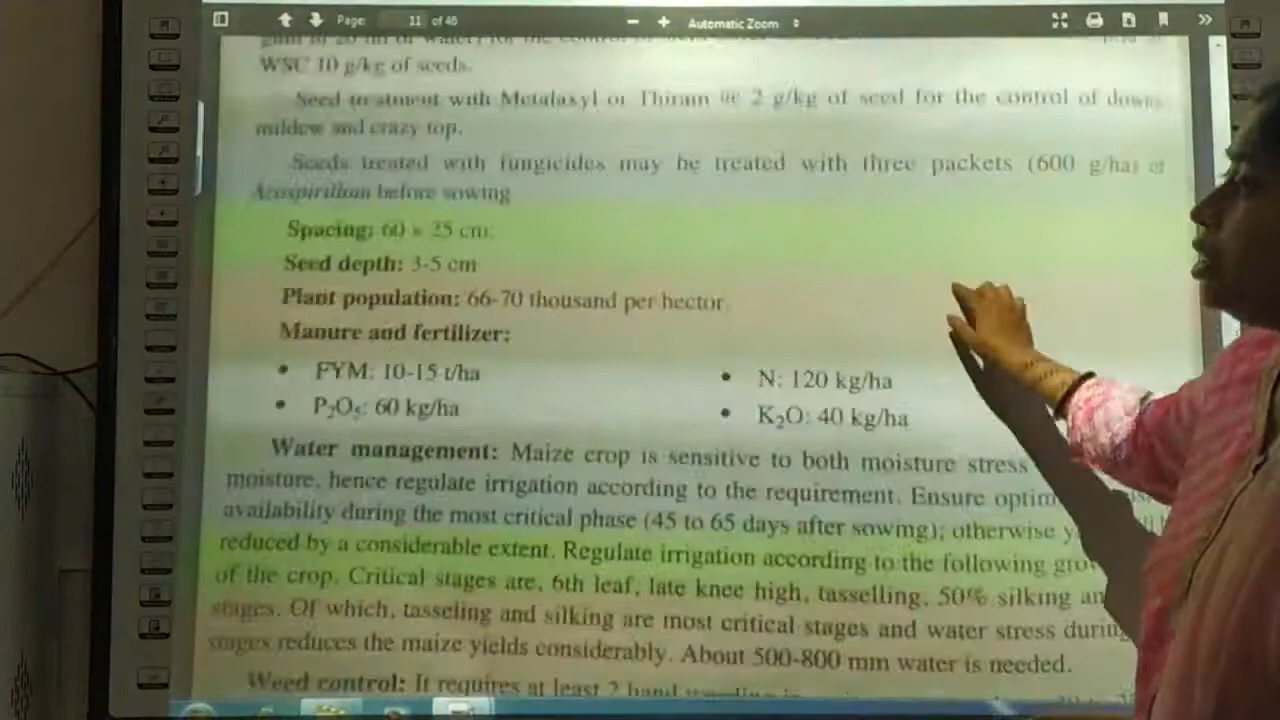 Page: 11 of 46
Automatic Zoom
WSC 10 g/kg of seeds.
Seed treatment with Metalaxyl or Thiram @ 2 g/kg of seed for the control of downy
mildew and crazy top.
Seeds treated with fungicides may be treated with three packets (600 g/ha) of
Azospirillum before sowing
Spacing: 60 × 25 cm.
Seed depth: 3-5 cm
Plant population: 66-70 thousand per hector.
Manure and fertilizer:
• FYM: 10-15 t/ha
• N: 120 kg/ha
• P₂O₅: 60 kg/ha
• K₂O: 40 kg/ha
Water management: Maize crop is sensitive to both moisture stress
moisture, hence regulate irrigation according to the requirement. Ensure
availability during the most critical phase (45 to 65 days after sowing); otherwise
reduced by a considerable extent. Regulate irrigation according to the following
of the crop. Critical stages are, 6th leaf, late knee high, tasselling, 50% silking
stages. Of which, tasseling and silking are most critical stages and water stress
stages reduces the maize yields considerably. About 500-800 mm water is needed.
Weed control: It requires at least 2 hand